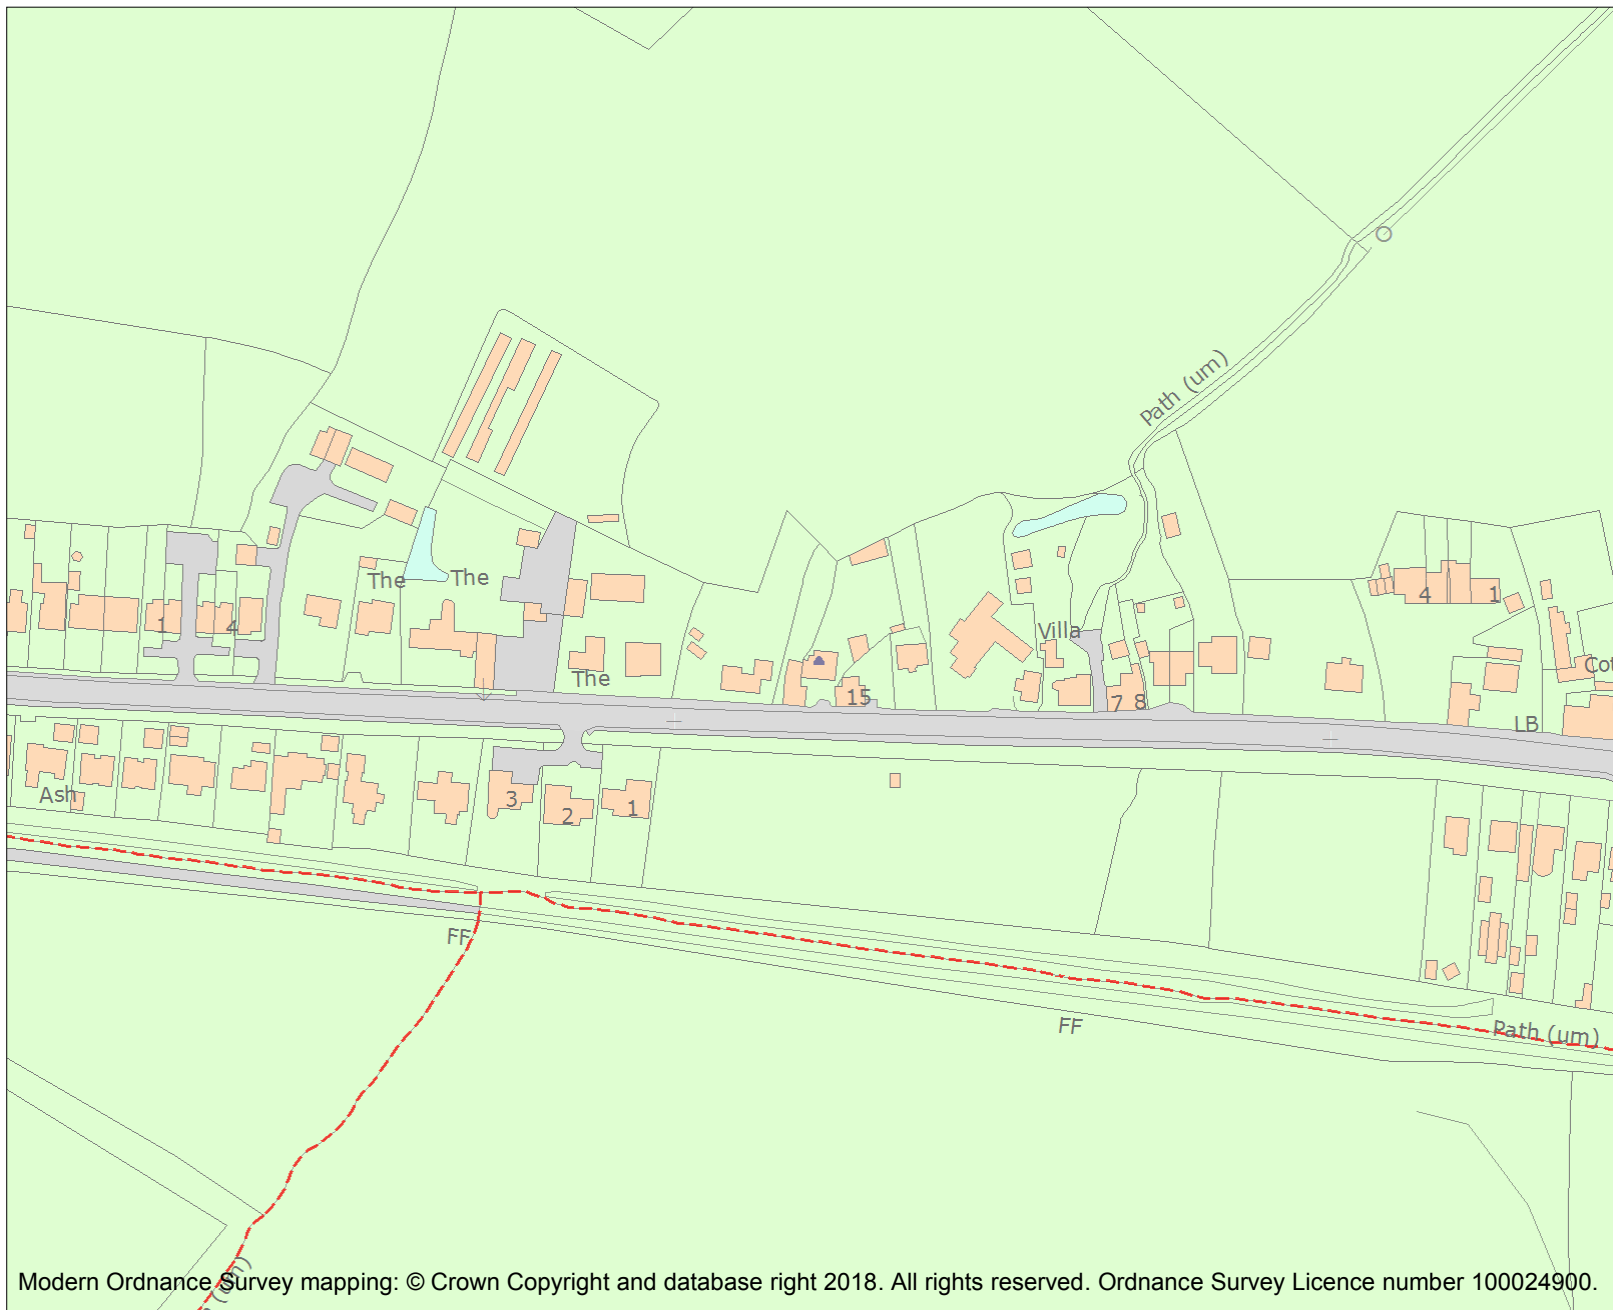 Path (um)
The
The
1
4
Villa
4
1
The
15
7
8
Cot
LB
Ash
3
2
1
FF
FF
Path (um)
(um)
Modern Ordnance Survey mapping: © Crown Copyright and database right 2018. All rights reserved. Ordnance Survey Licence number 100024900.